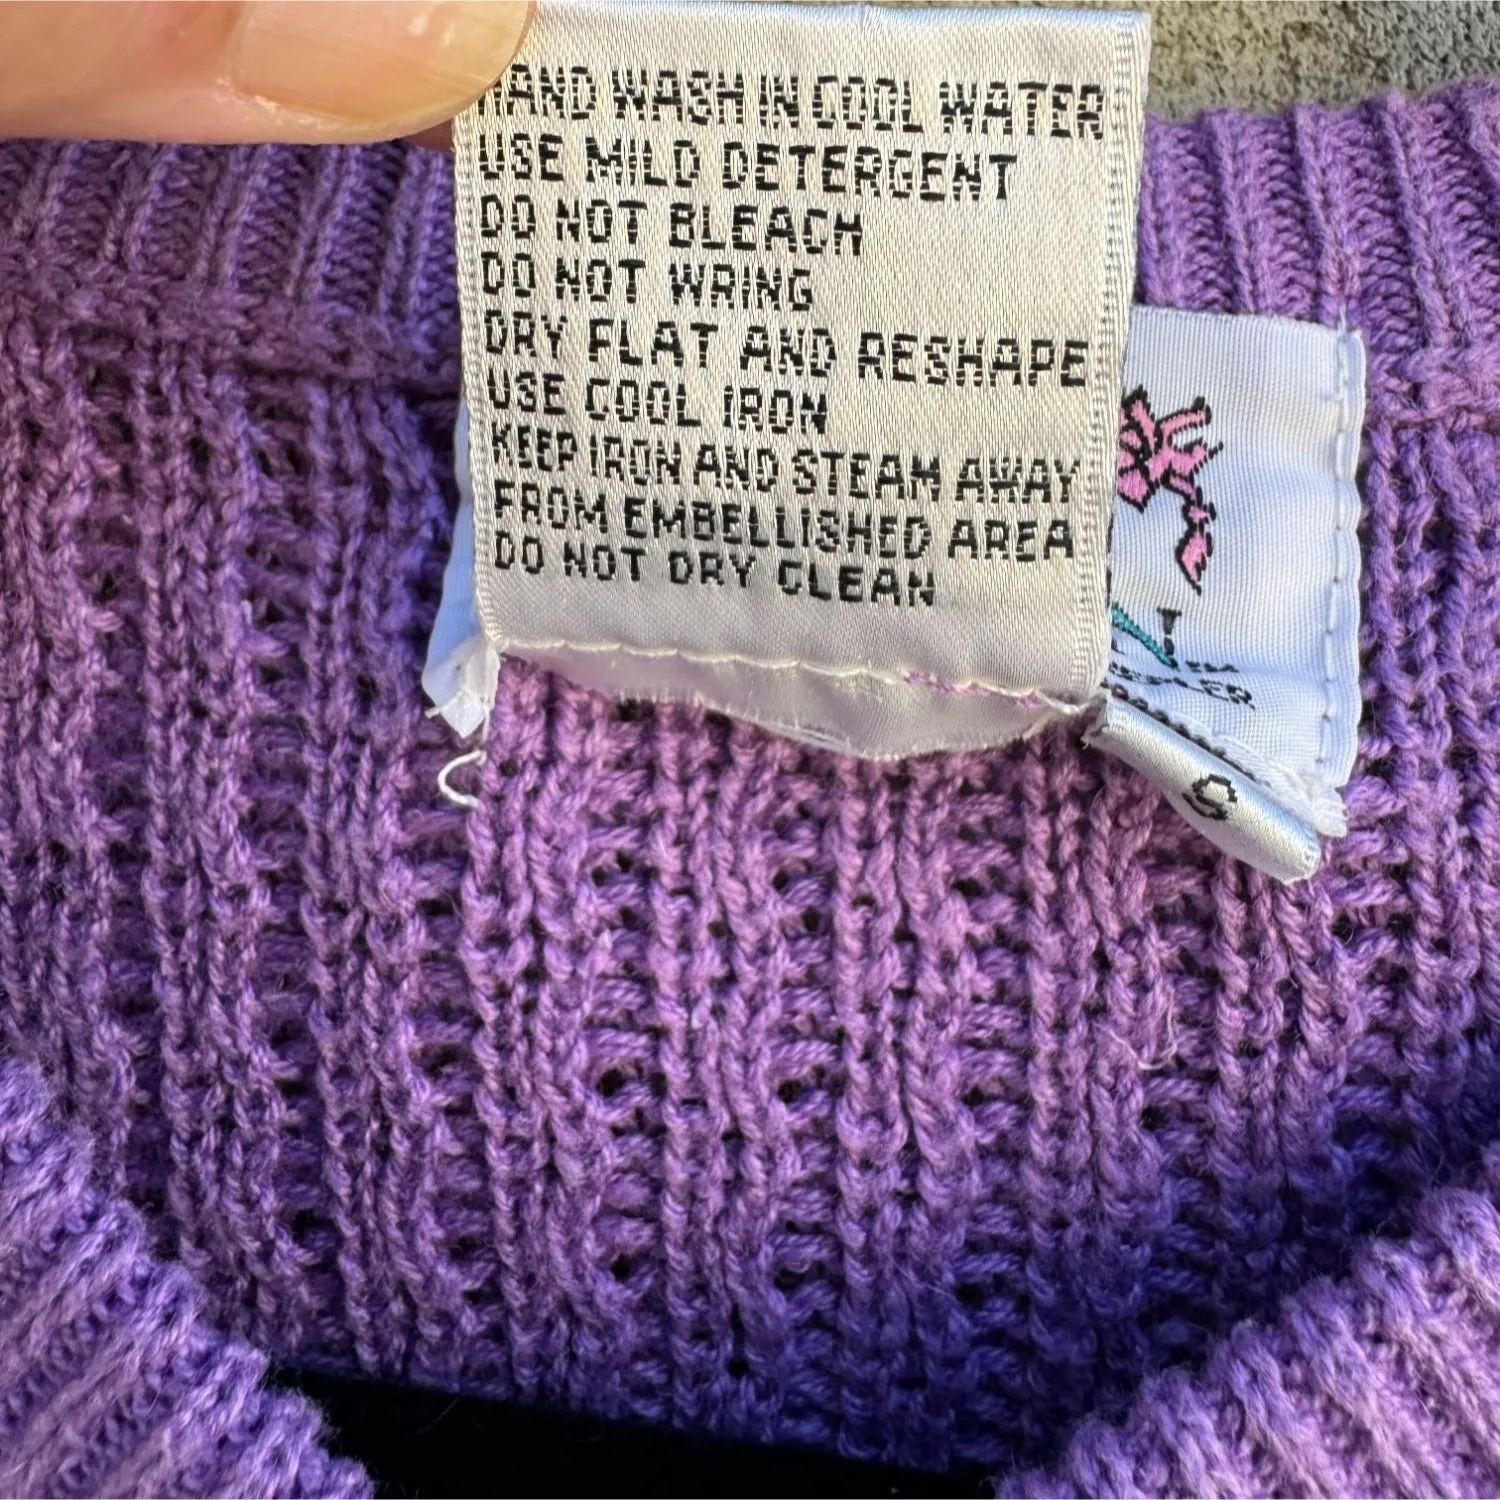 HAND WASH IN COOL WATER
USE MILD DETERGENT
DO NOT BLEACH
DO NOT WRING
DRY FLAT AND RESHAPE
USE COOL IRON
KEEP IRON AND STEAM AWAY
FROM EMBELLISHED AREA
DO NOT DRY CLEAN
TM
S